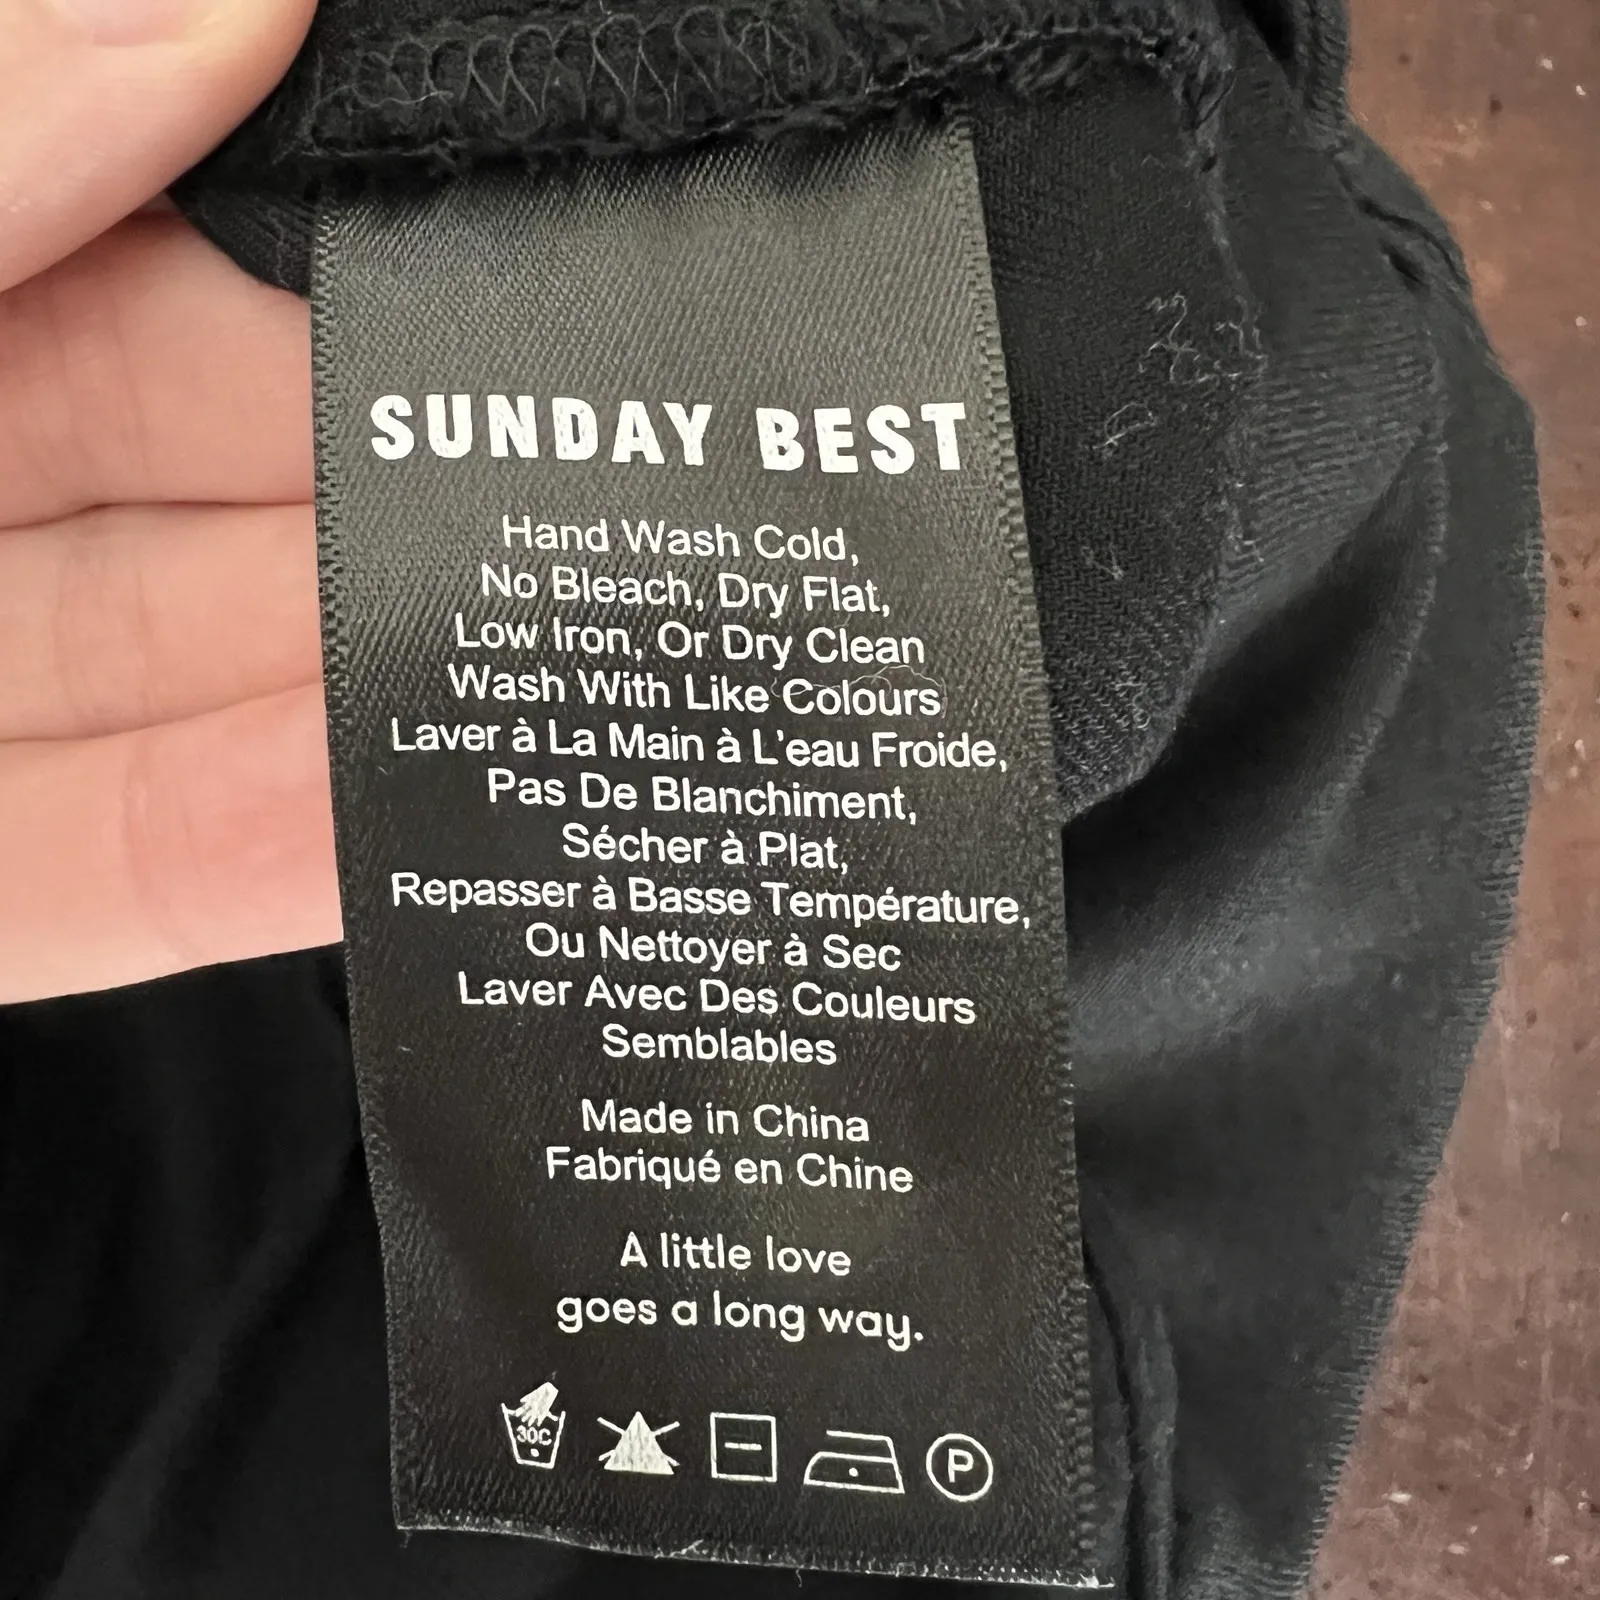 SUNDAY BEST
Hand Wash Cold,
No Bleach, Dry Flat,
Low Iron, Or Dry Clean
Wash With Like Colours
Laver à La Main à L'eau Froide,
Pas De Blanchiment,
Sécher à Plat,
Repasser à Basse Température,
Ou Nettoyer à Sec
Laver Avec Des Couleurs
Semblables
Made in China
Fabriqué en Chine
A little love
goes a long way.
30C P